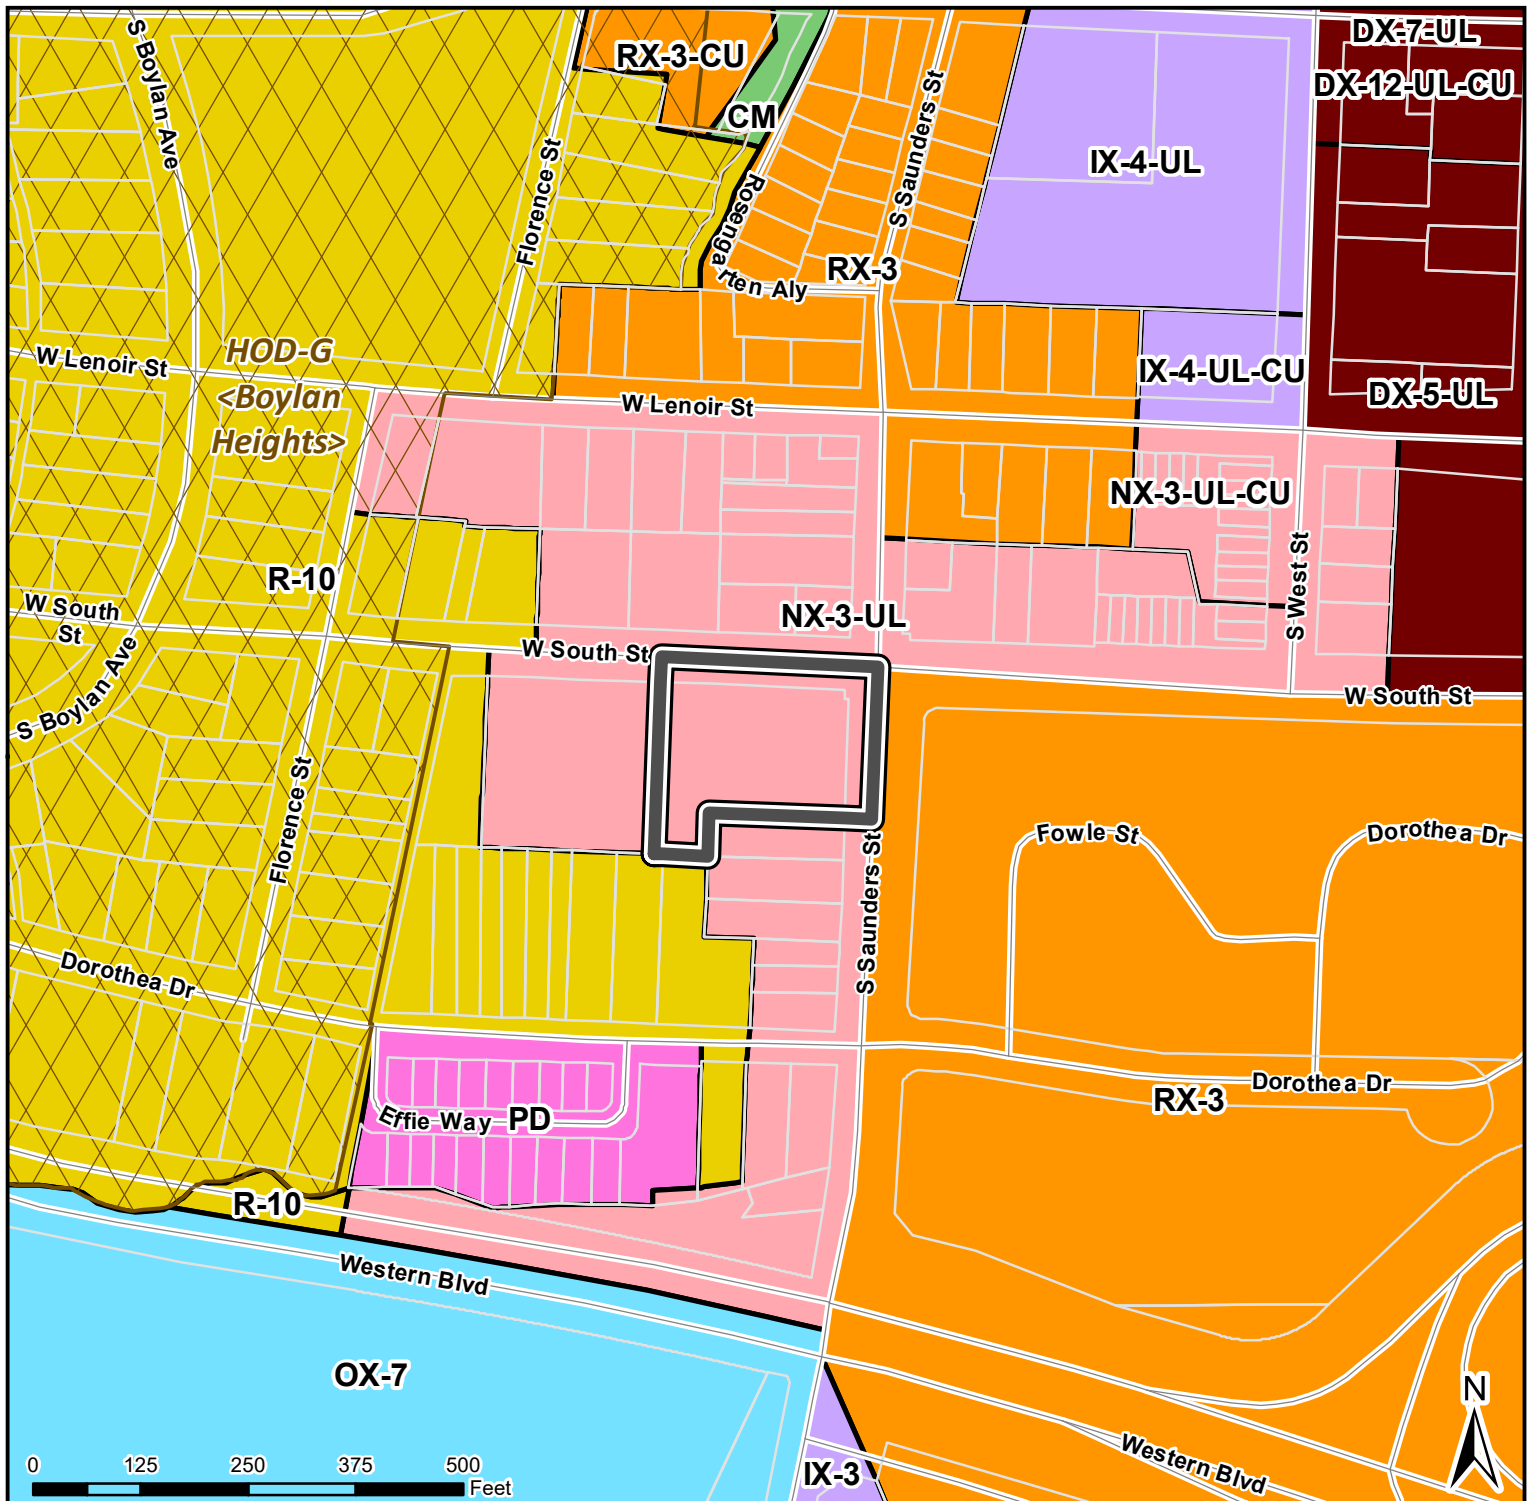 S Boylan Ave
RX-3-CU
CM
Florence St
Rosengarten Aly
S Saunders St
RX-3
IX-4-UL
DX-7-UL
DX-12-UL-CU
W Lenoir St
HOD-G
<Boylan
Heights>
W Lenoir St
IX-4-UL-CU
DX-5-UL
NX-3-UL-CU
R-10
W South
St
S Boylan Ave
W South St
NX-3-UL
S West St
W South St
Florence St
Fowle St
Dorothea Dr
S Saunders St
Dorothea Dr
Effie Way
PD
Dorothea Dr
RX-3
R-10
Western Blvd
OX-7
IX-3
Western Blvd
N
0 125 250 375 500
Feet